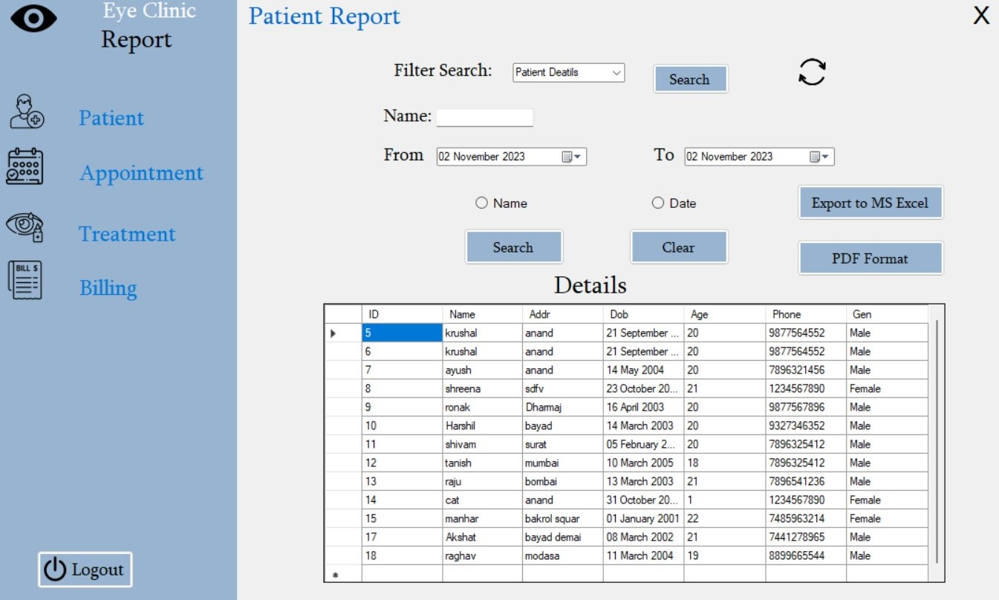 Eye Clinic
Report
Patient
Appointment
Treatment
BILL $
Billing
Logout
Patient Report
X
Filter Search: Patient Deatils Search
Name:
From 02 November 2023 To 02 November 2023
Name Date Export to MS Excel
Search Clear PDF Format
Details
ID Name Addr Dob Age Phone Gen
5 krushal anand 21 September ... 20 9877564552 Male
6 krushal anand 21 September ... 20 9877564552 Male
7 ayush anand 14 May 2004 20 7896321456 Male
8 shreena sdfv 23 October 20... 21 1234567890 Female
9 ronak Dharmaj 16 April 2003 20 9877567896 Male
10 Harshil bayad 14 March 2003 20 9327346352 Male
11 shivam surat 05 February 2... 20 7896325412 Male
12 tanish mumbai 10 March 2005 18 7896325412 Male
13 raju bombai 13 March 2003 21 7896541236 Male
14 cat anand 31 October 20... 1 1234567890 Female
15 manhar bakrol squar 01 January 2001 22 7485963214 Female
17 Akshat bayad demai 08 March 2002 21 7441278965 Male
18 raghav modasa 11 March 2004 19 8899665544 Male